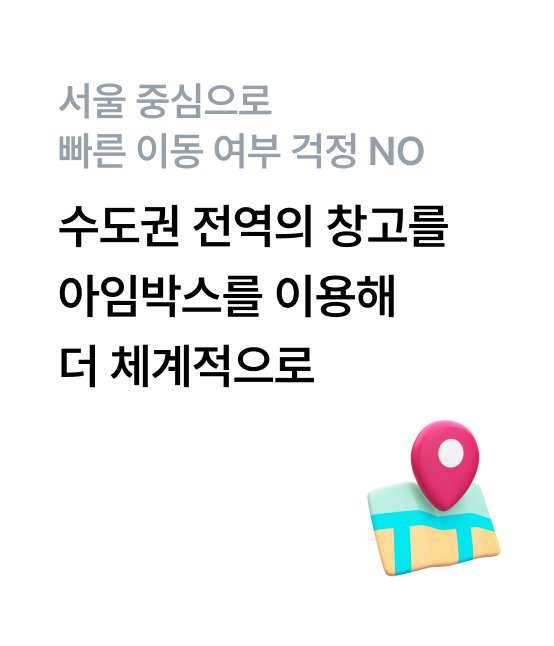 서울 중심으로
빠른 이동 여부 걱정 NO
수도권 전역의 창고를
아임박스를 이용해
더 체계적으로